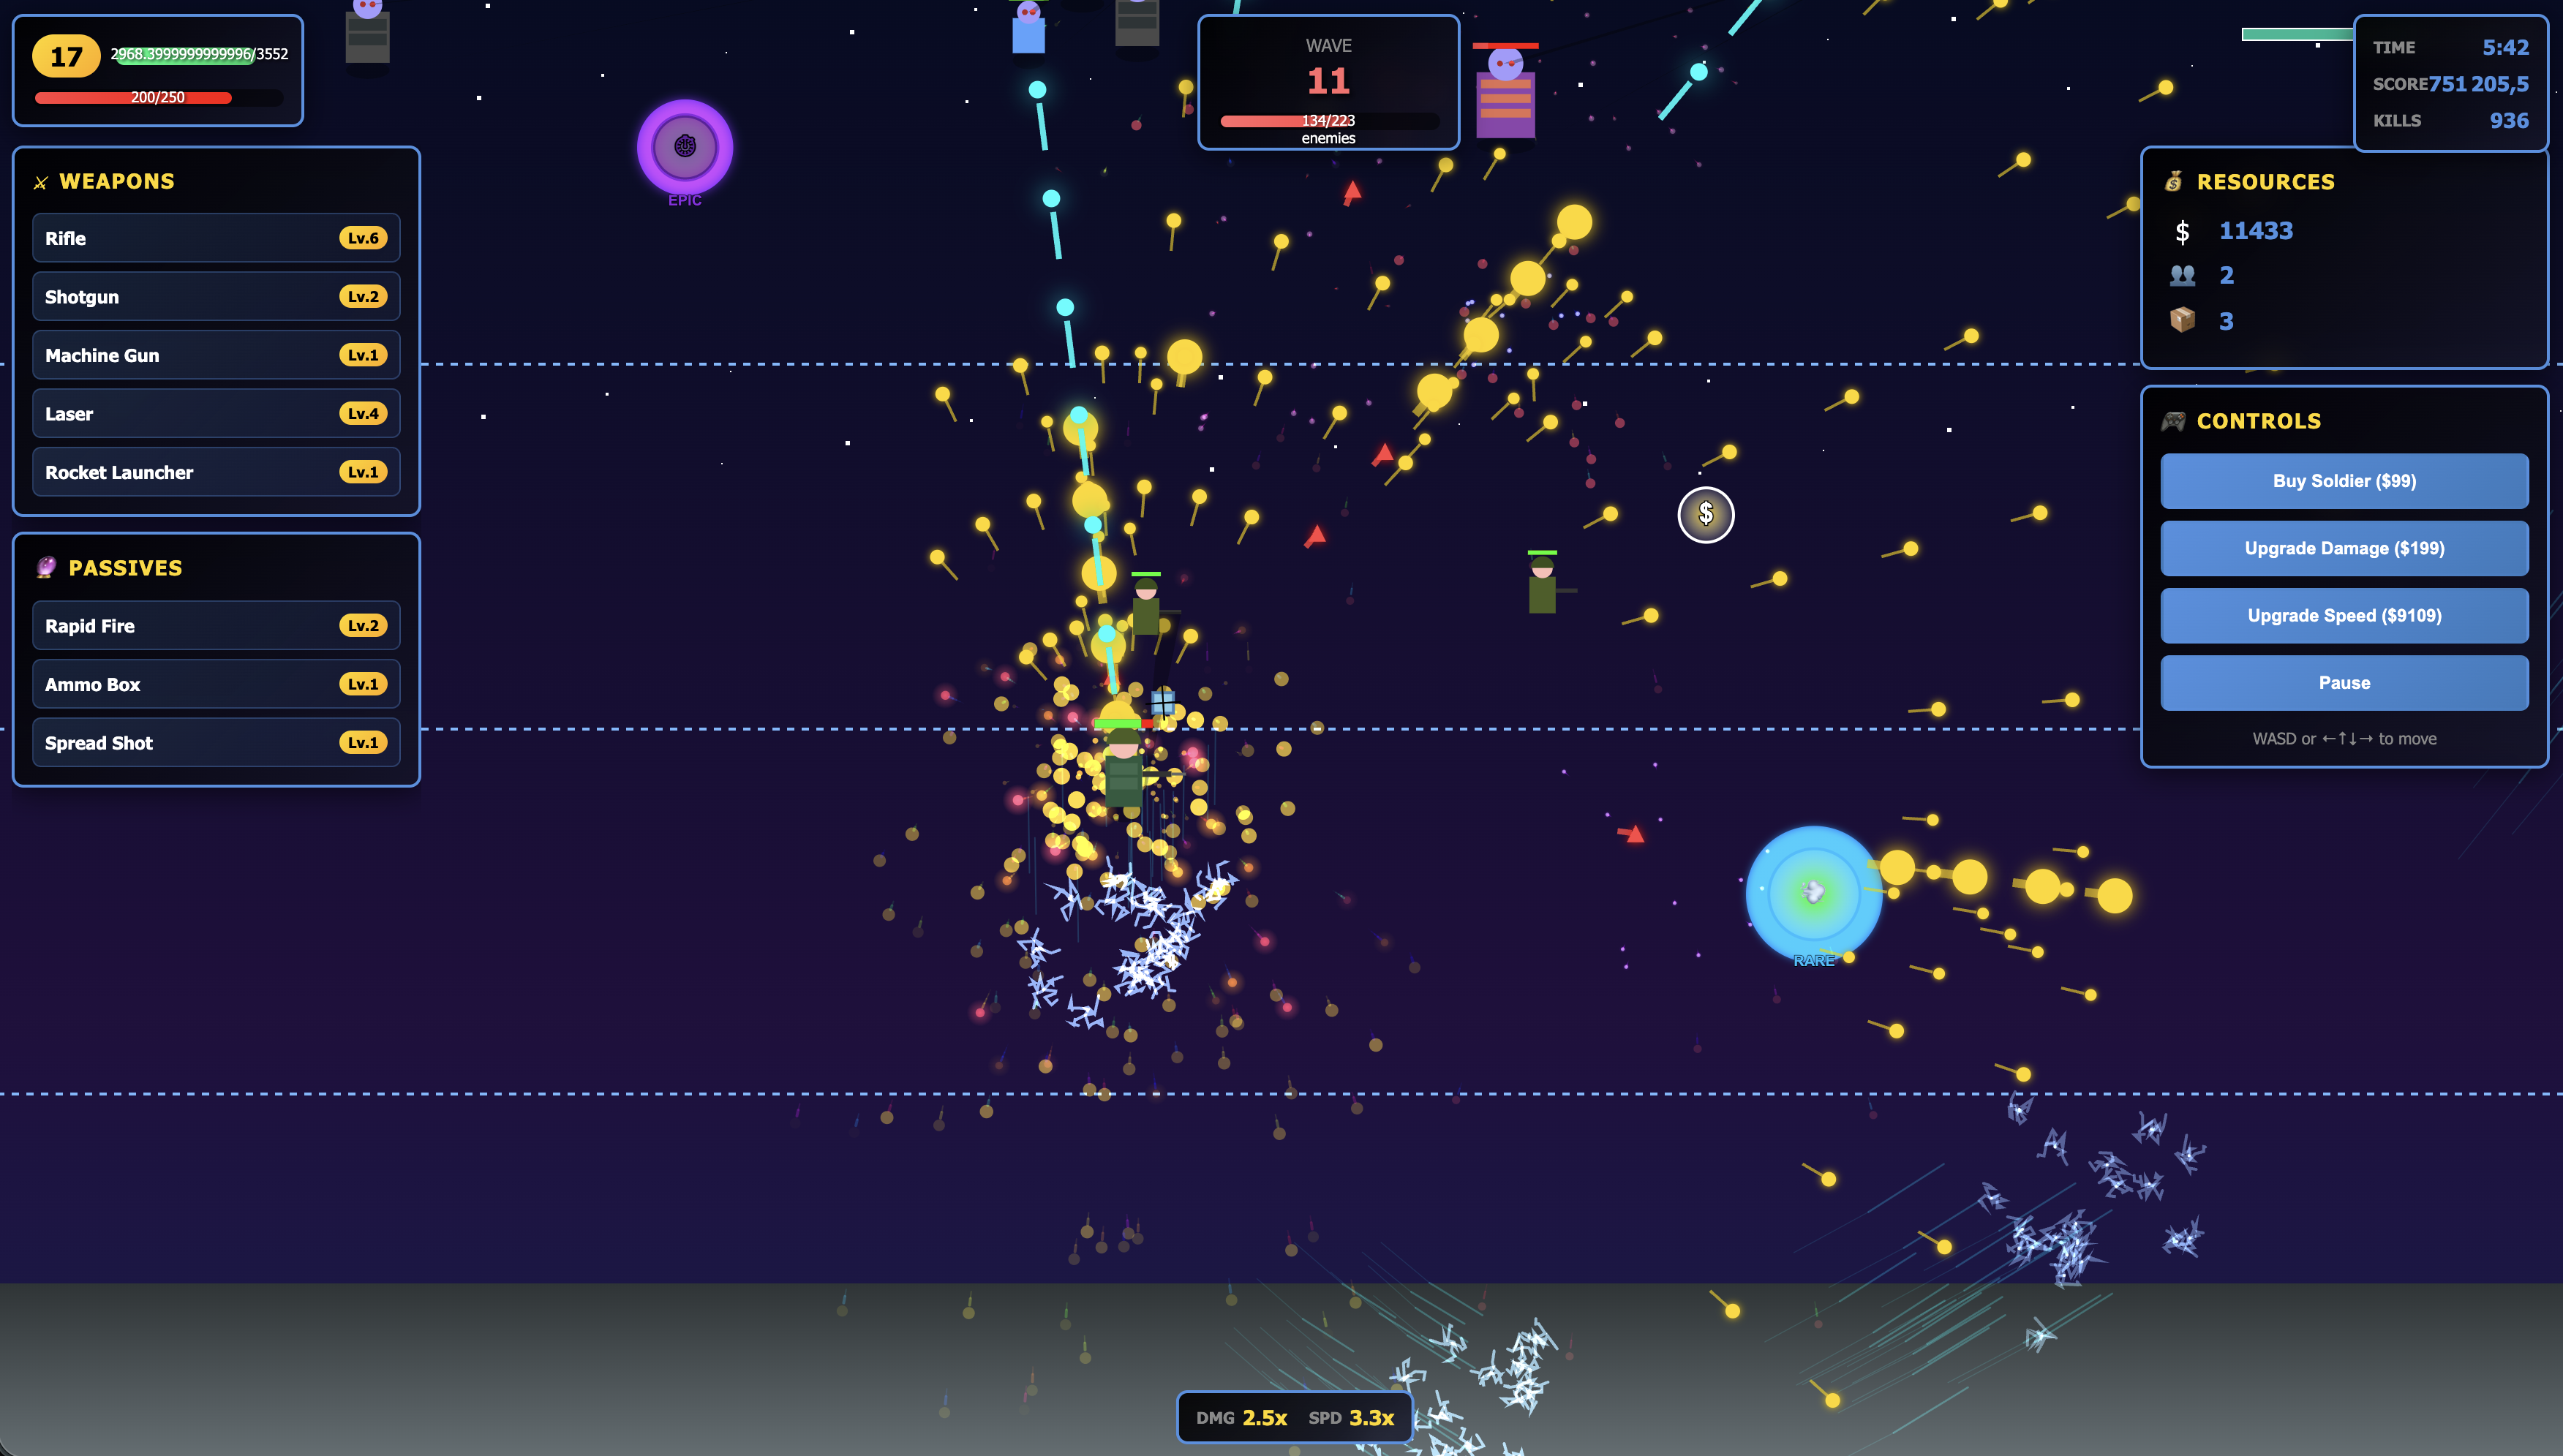 17
2968.3999999999996/3552
200/250
WAVE
11
134/223
enemies
TIME 5:42
SCORE 751 205,5
KILLS 936
⚔ WEAPONS
Rifle Lv.6
Shotgun Lv.2
Machine Gun Lv.1
Laser Lv.4
Rocket Launcher Lv.1
🔮 PASSIVES
Rapid Fire Lv.2
Ammo Box Lv.1
Spread Shot Lv.1
EPIC
$
RARE
💰 RESOURCES
$ 11433
👥 2
📦 3
🎮 CONTROLS
Buy Soldier ($99)
Upgrade Damage ($199)
Upgrade Speed ($9109)
Pause
WASD or ←↑↓→ to move
DMG 2.5x SPD 3.3x